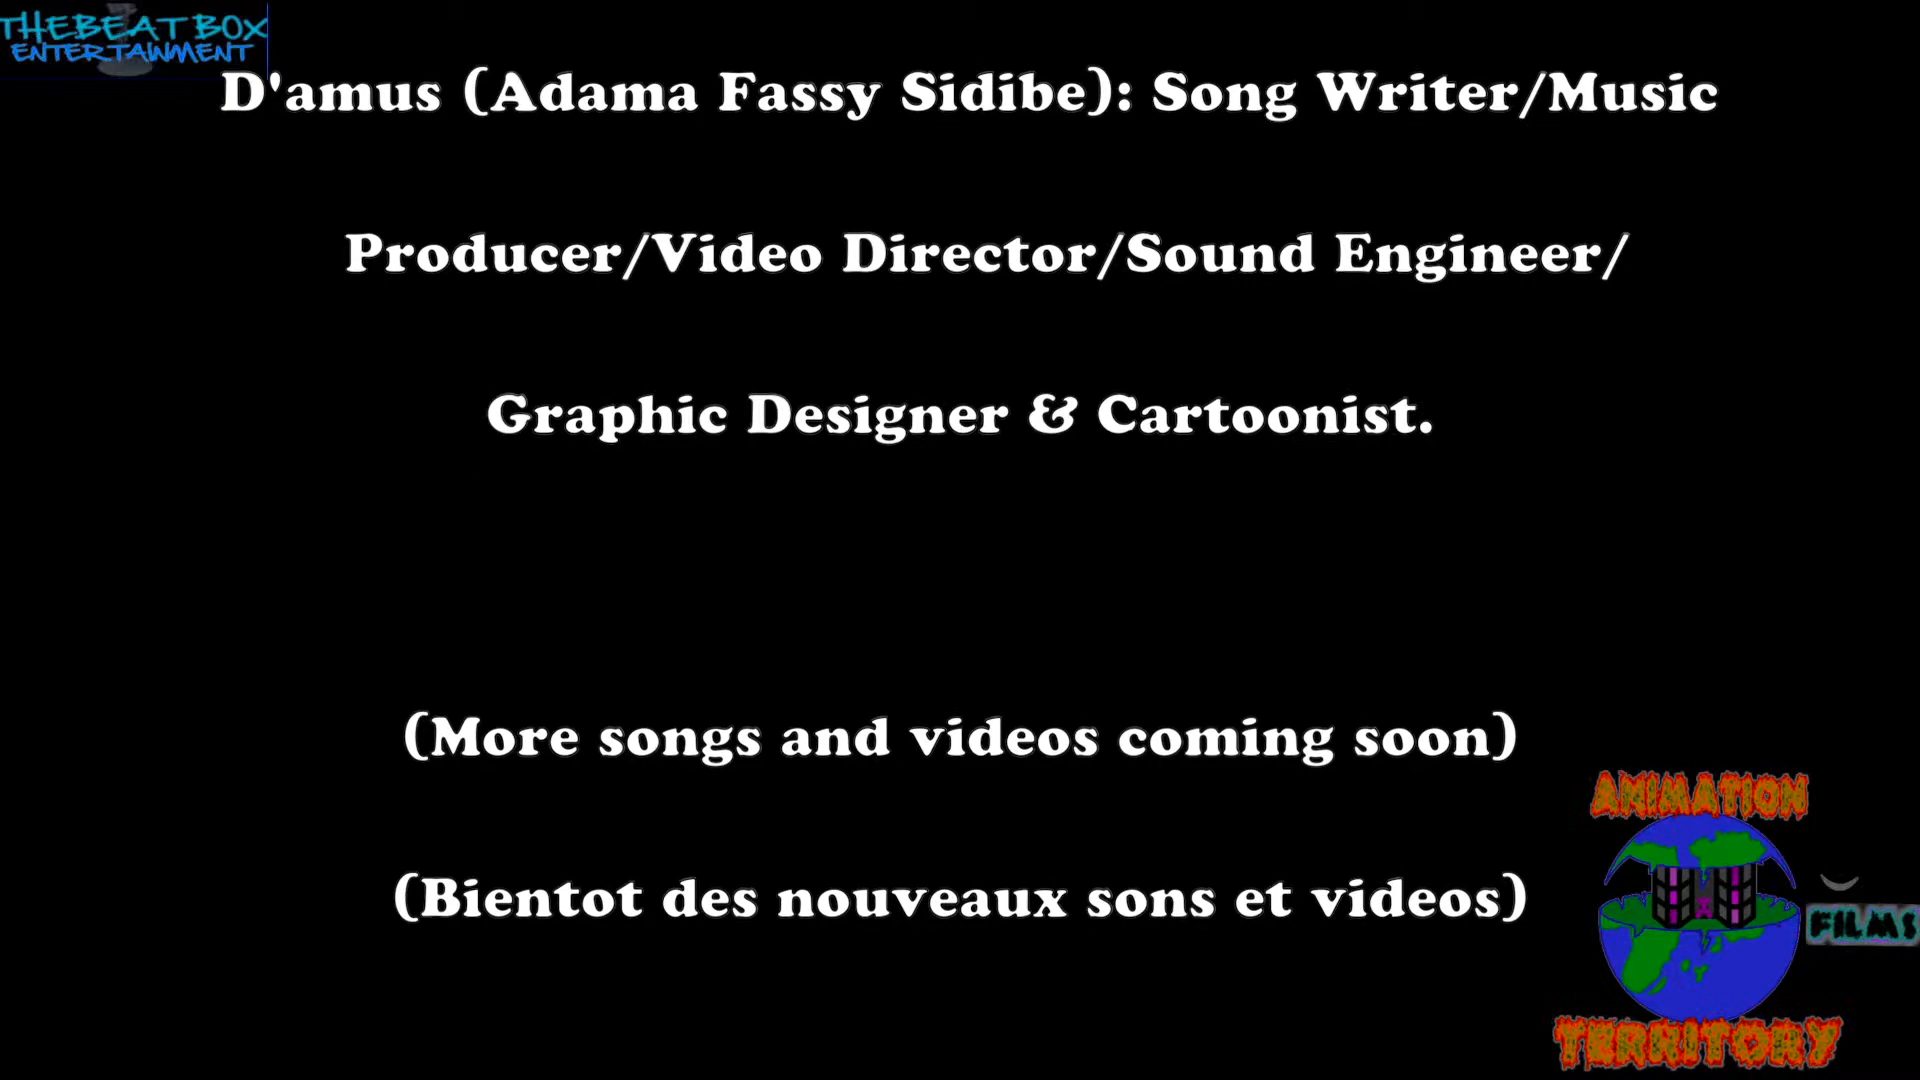 THEBEAT BOX
ENTERTAINMENT
D'amus (Adama Fassy Sidibe): Song Writer/Music
Producer/Video Director/Sound Engineer/
Graphic Designer & Cartoonist.
(More songs and videos coming soon)
(Bientot des nouveaux sons et videos)
ANIMATION
FILMS
TERRITORY